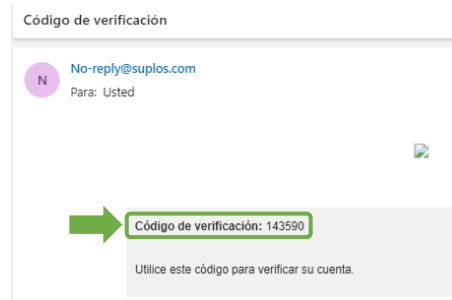 Código de verificación
N
No-reply@suplos.com
Para: Usted
Código de verificación: 143590
Utilice este código para verificar su cuenta.